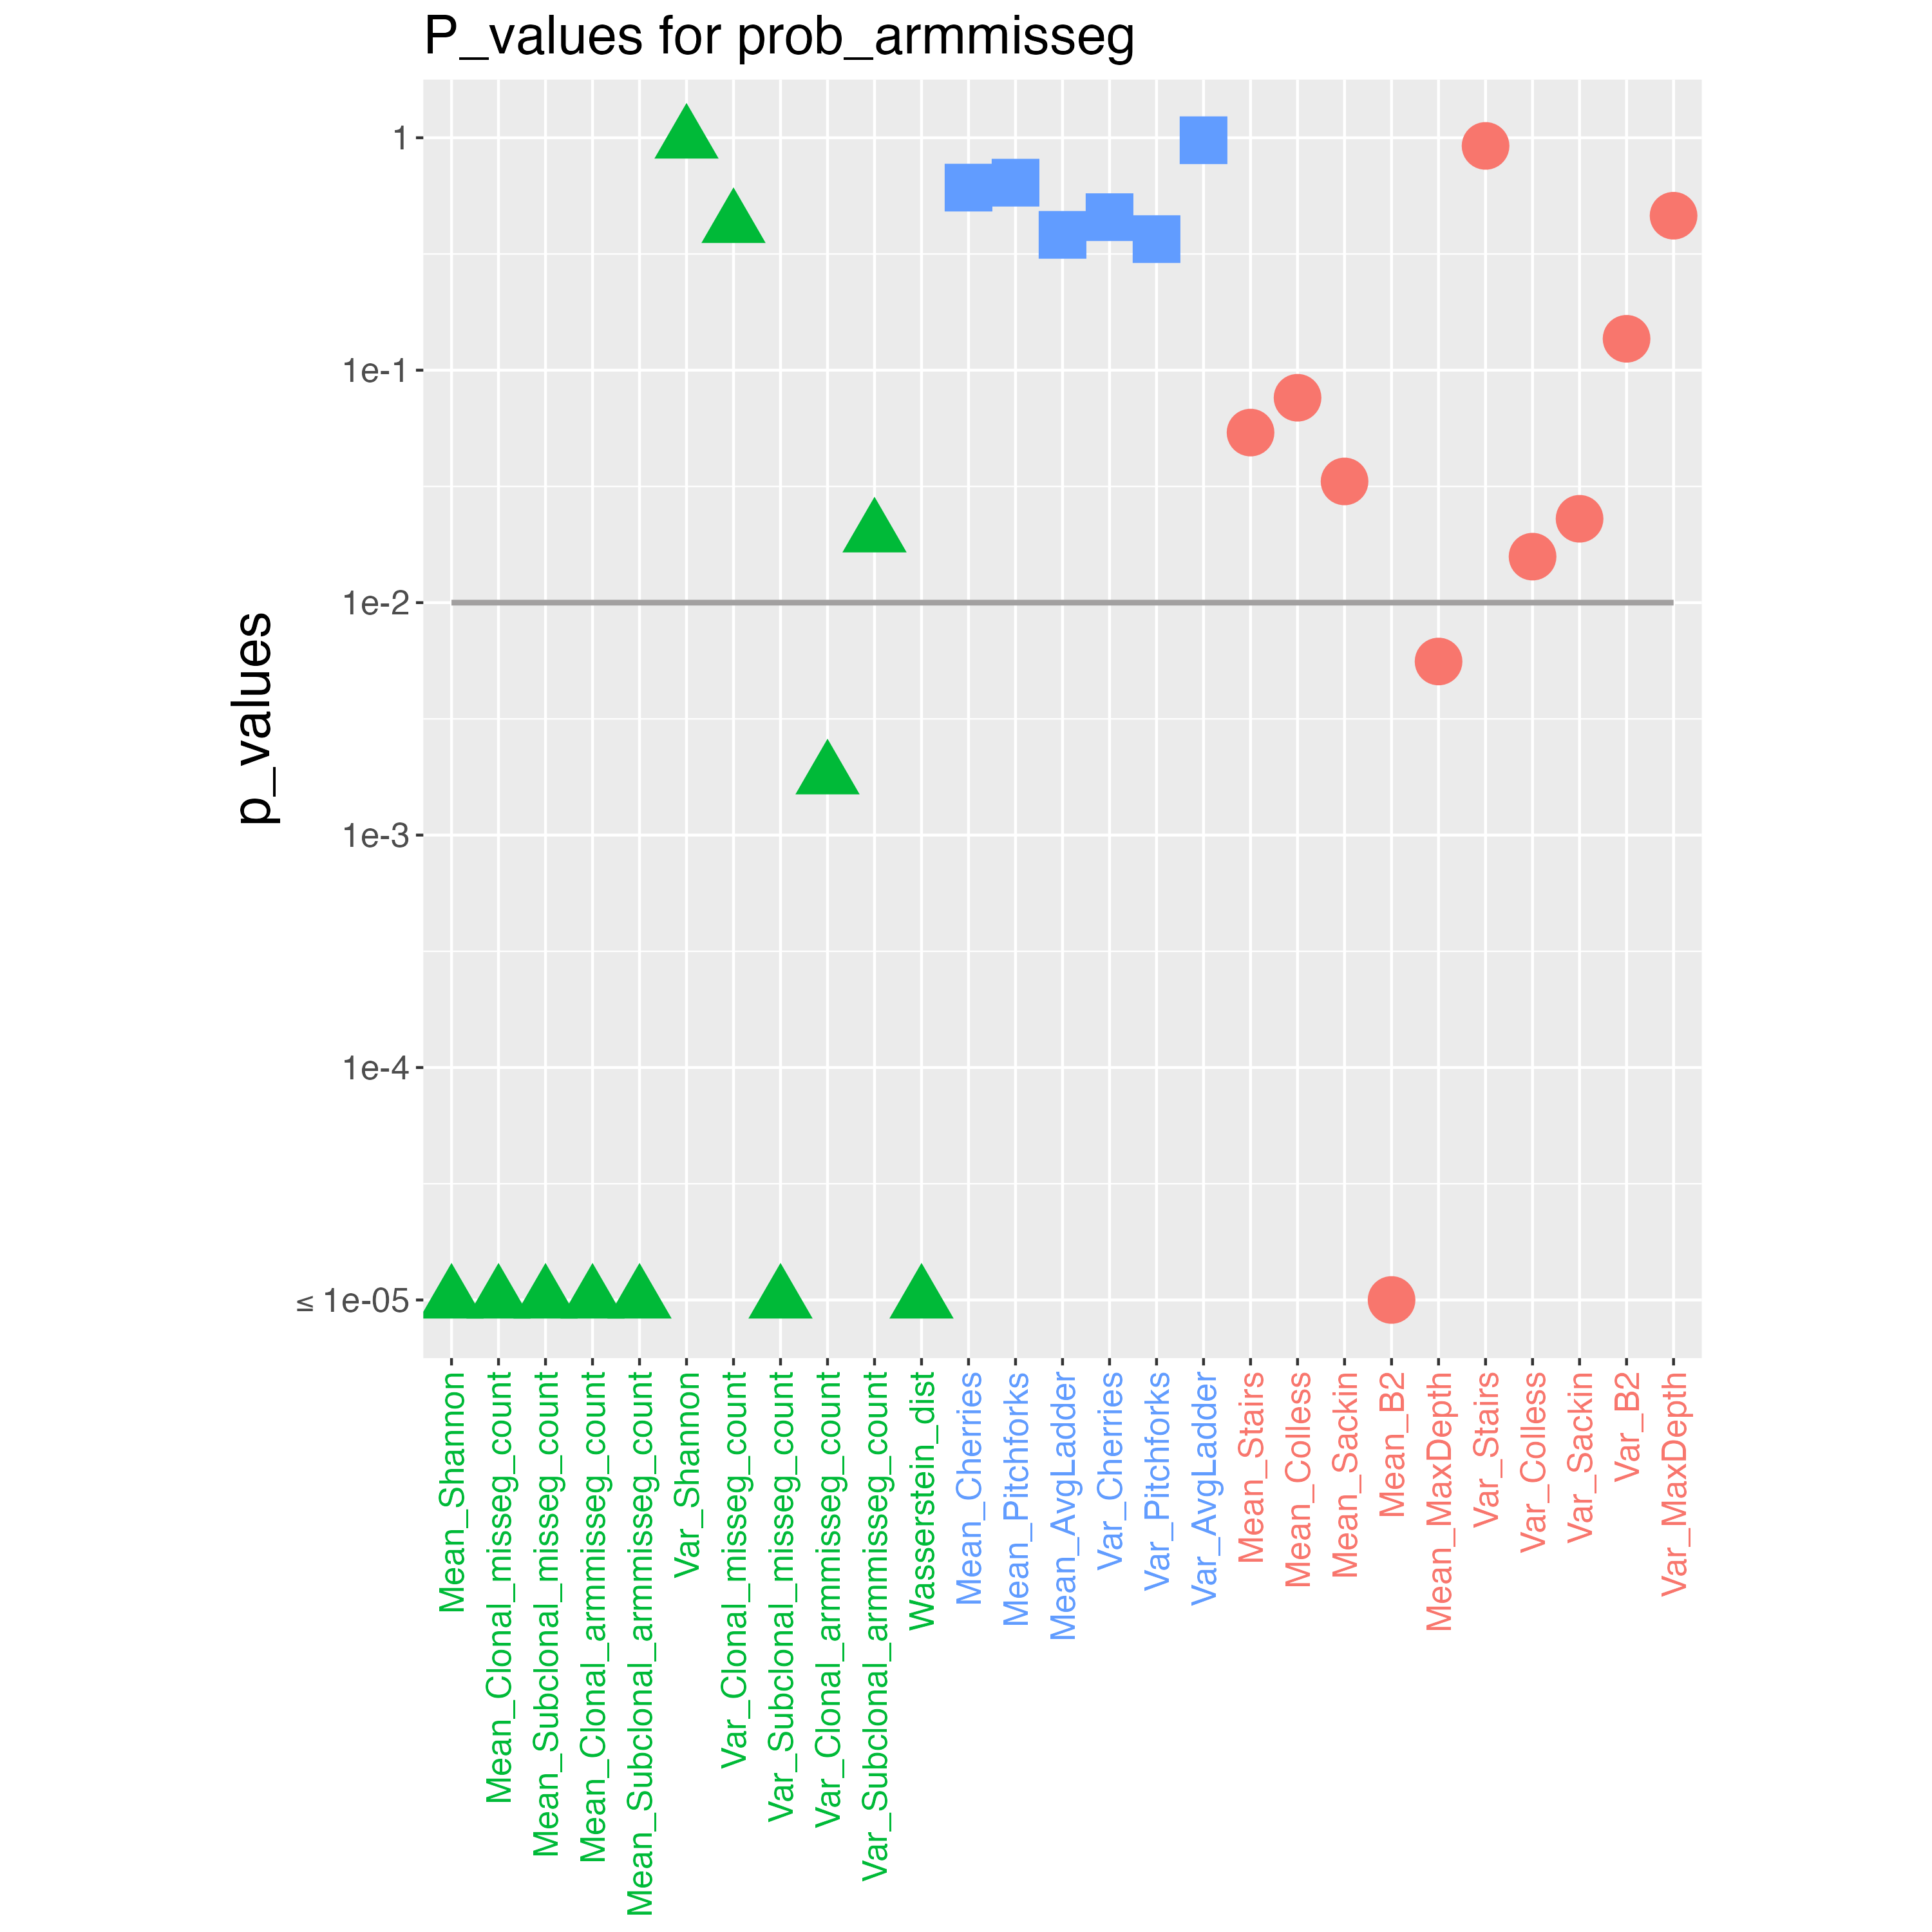 P_values for prob_armmisseg
p_values
1
1e-1
1e-2
1e-3
1e-4
≤ 1e-05
Mean_Shannon
Mean_Clonal_misseg_count
Mean_Subclonal_misseg_count
Mean_Clonal_armmisseg_count
Mean_Subclonal_armmisseg_count
Var_Shannon
Var_Clonal_misseg_count
Var_Subclonal_misseg_count
Var_Clonal_armmisseg_count
Var_Subclonal_armmisseg_count
Wasserstein_dist
Mean_Cherries
Mean_Pitchforks
Mean_AvgLadder
Var_Cherries
Var_Pitchforks
Var_AvgLadder
Mean_Stairs
Mean_Colless
Mean_Sackin
Mean_B2
Mean_MaxDepth
Var_Stairs
Var_Colless
Var_Sackin
Var_B2
Var_MaxDepth